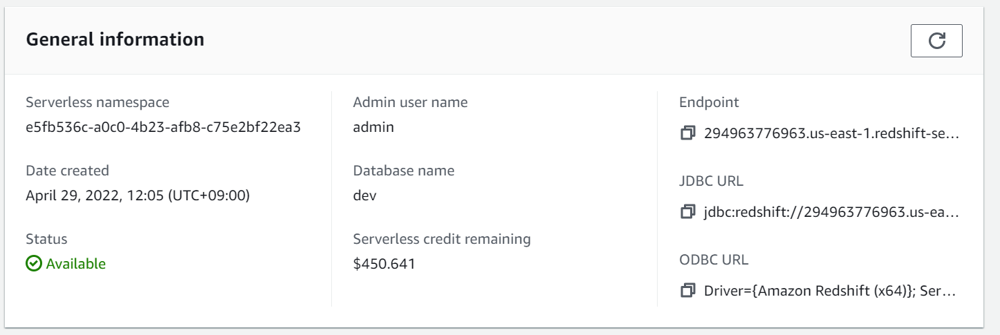 General information
Serverless namespace
e5fb536c-a0c0-4b23-afb8-c75e2bf22ea3
Date created
April 29, 2022, 12:05 (UTC+09:00)
Status
Available
Admin user name
admin
Database name
dev
Serverless credit remaining
$450.641
Endpoint
294963776963.us-east-1.redshift-se...
JDBC URL
jdbc:redshift://294963776963.us-ea...
ODBC URL
Driver={Amazon Redshift (x64)}; Ser...